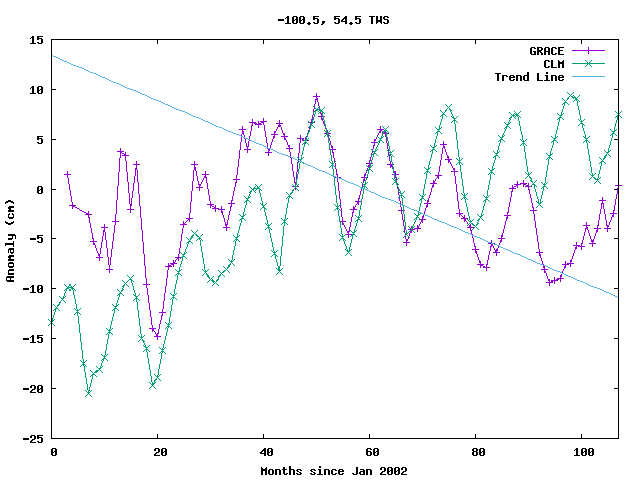 -100.5, 54.5 TWS
GRACE
CLM
Trend Line
15
10
5
0
-5
-10
-15
-20
-25
Anomaly (cm)
0 20 40 60 80 100
Months since Jan 2002